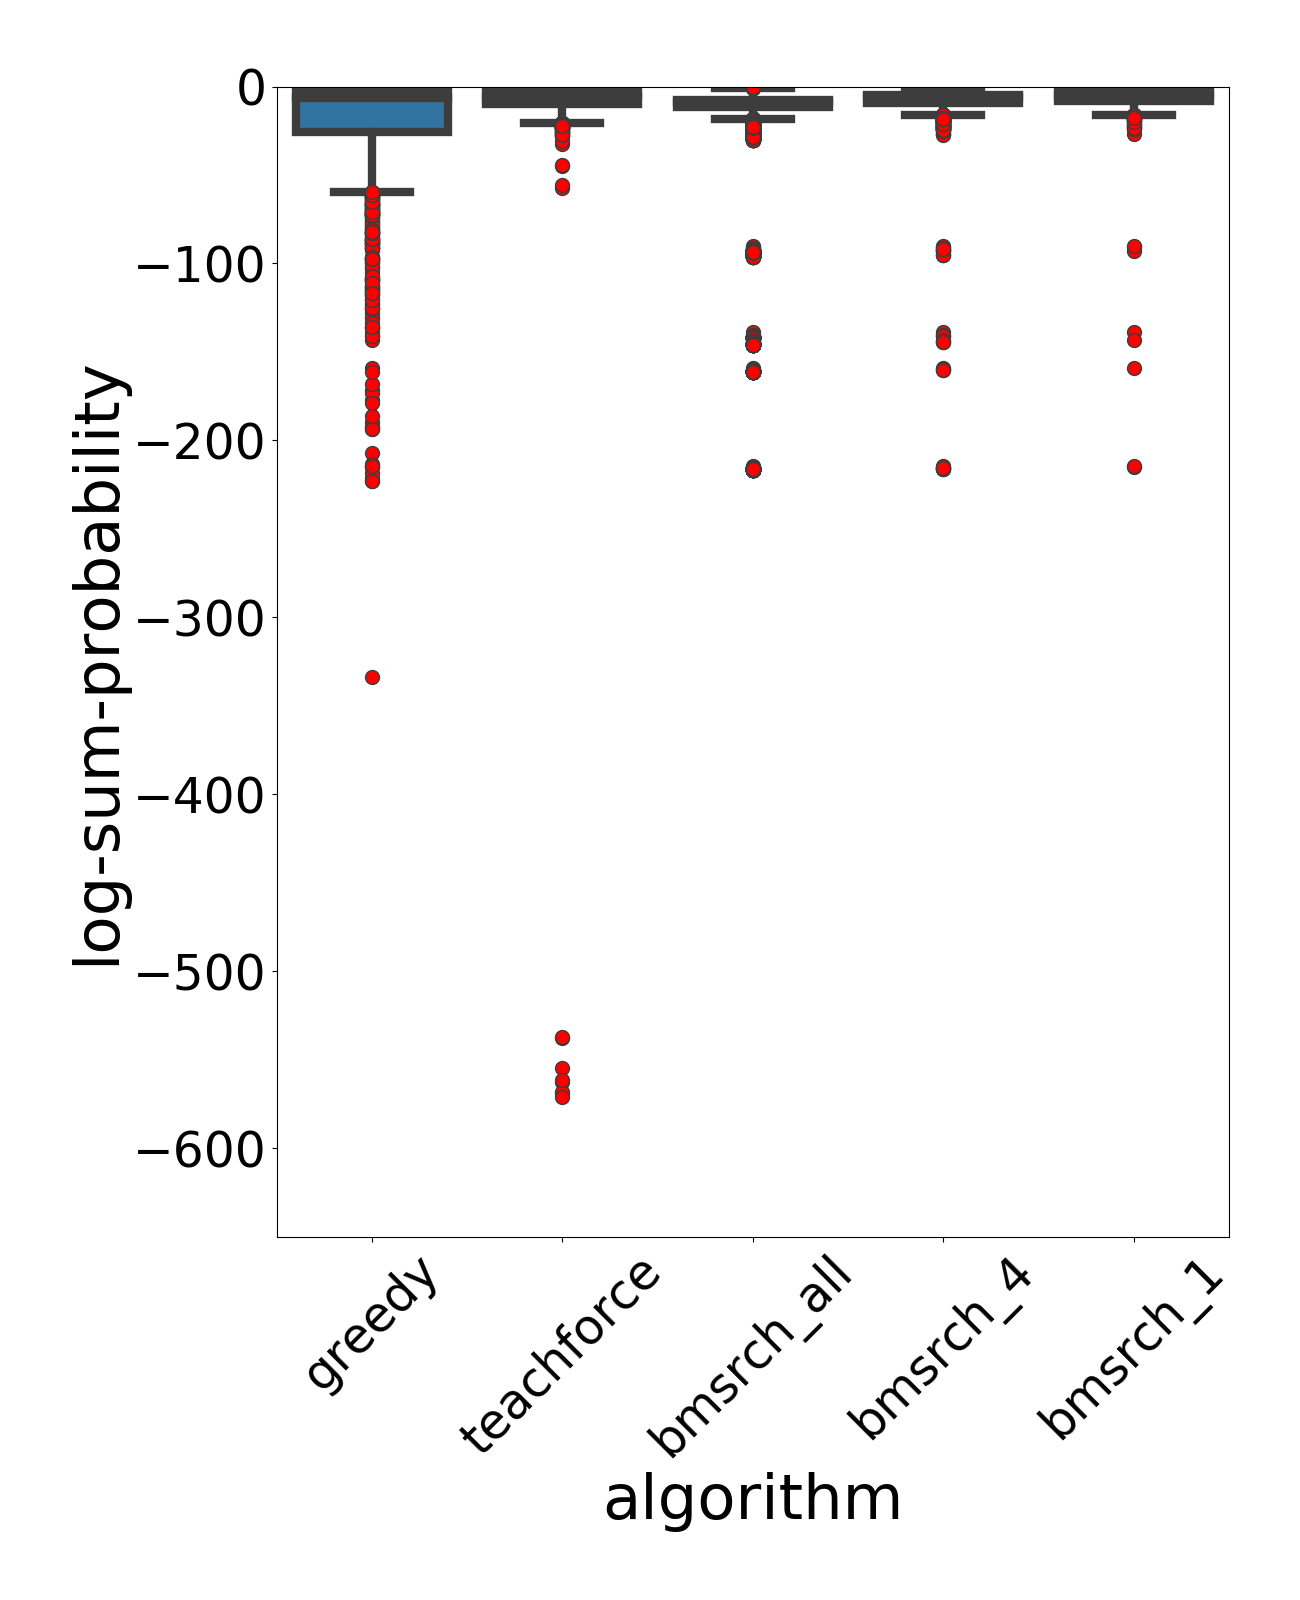 log-sum-probability
0
−100
−200
−300
−400
−500
−600
greedy
teachforce
bmsrch_all
bmsrch_4
bmsrch_1
algorithm